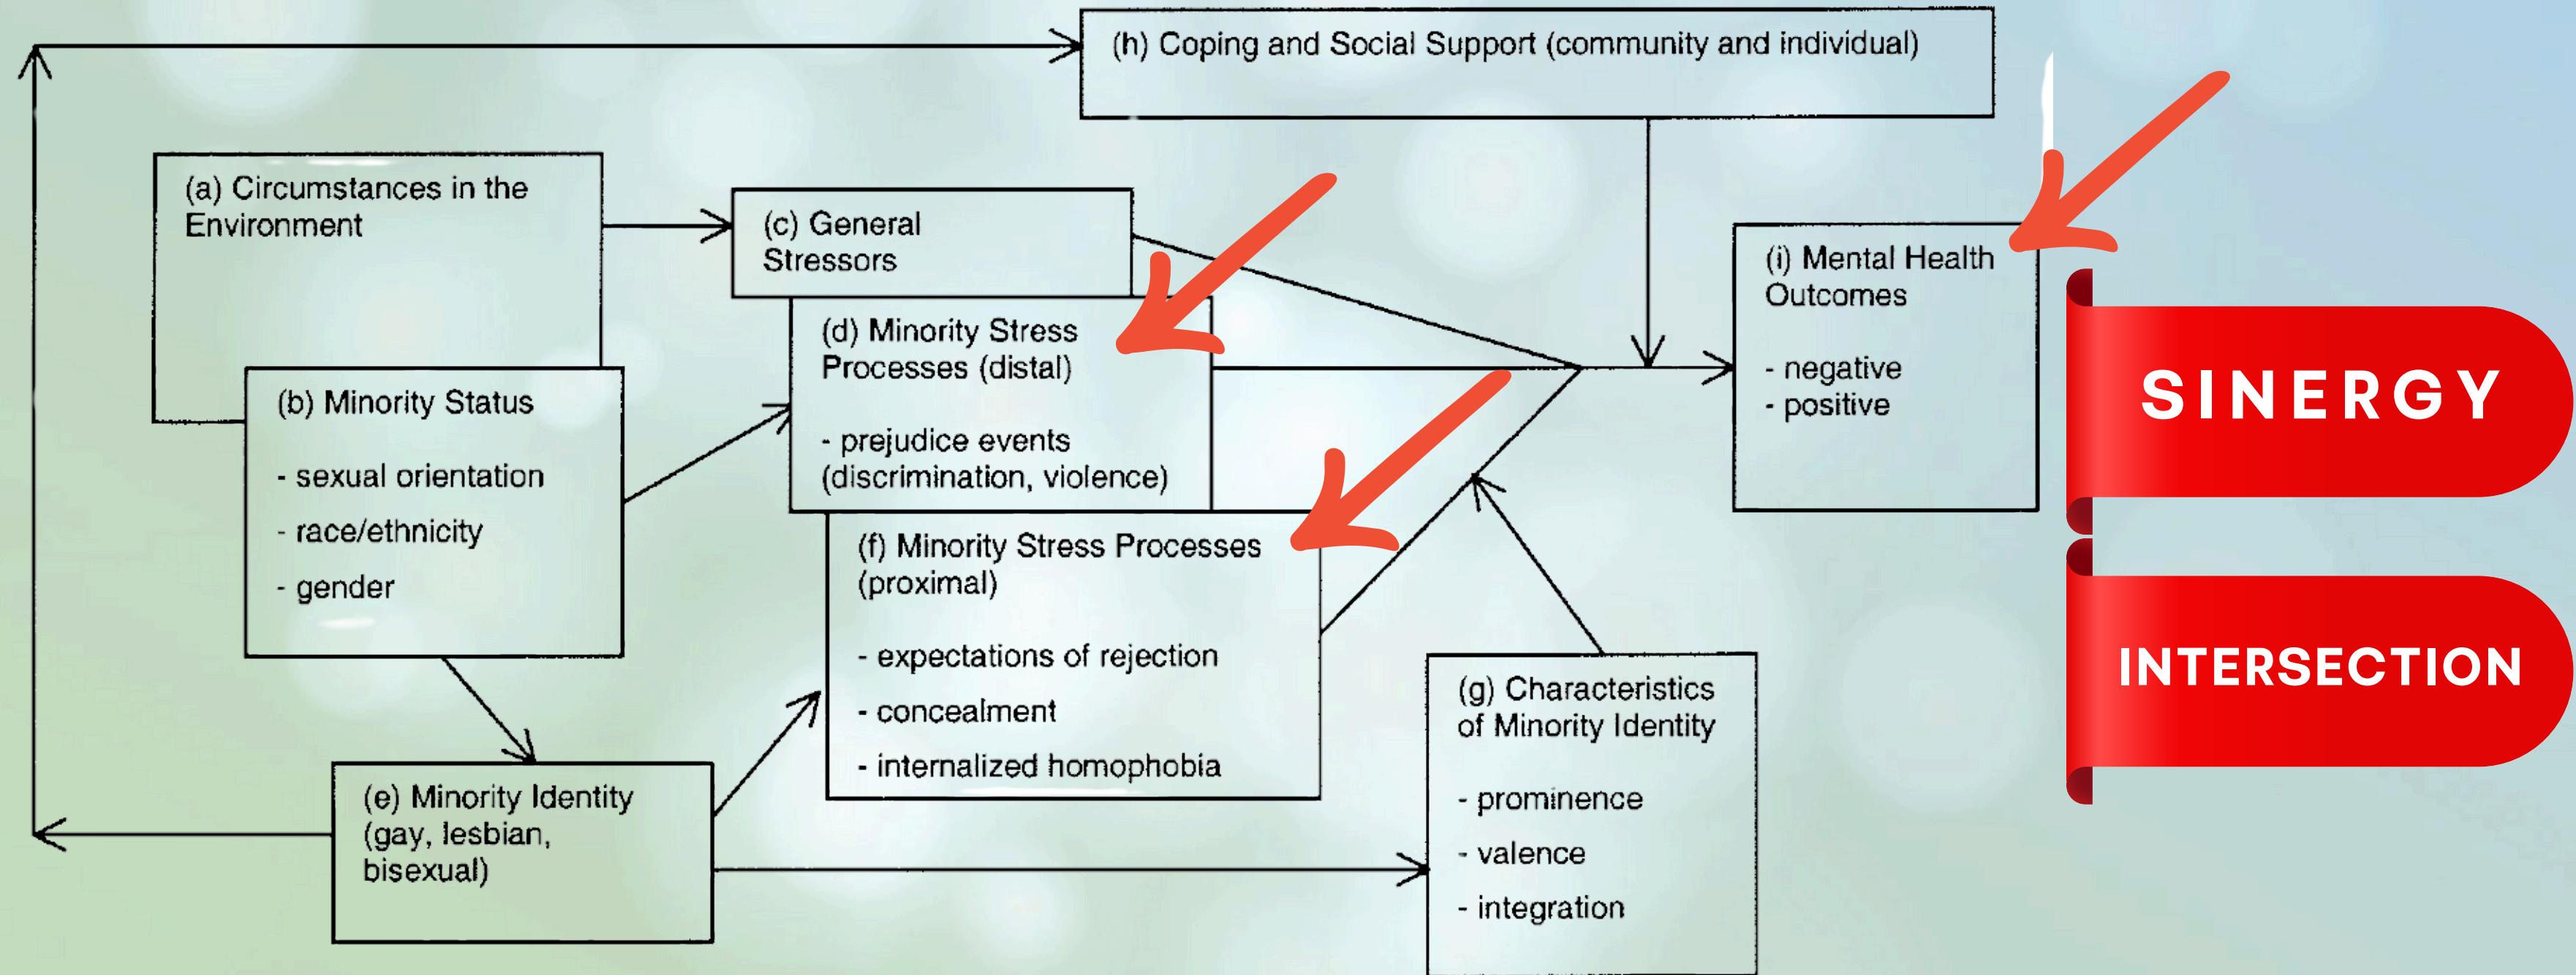 (h) Coping and Social Support (community and individual)
(a) Circumstances in the
Environment
(b) Minority Status
- sexual orientation
- race/ethnicity
- gender
(c) General
Stressors
(d) Minority Stress
Processes (distal)
- prejudice events
(discrimination, violence)
(f) Minority Stress Processes
(proximal)
- expectations of rejection
- concealment
- internalized homophobia
(e) Minority Identity
(gay, lesbian,
bisexual)
(g) Characteristics
of Minority Identity
- prominence
- valence
- integration
(i) Mental Health
Outcomes
- negative
- positive
SINERGY
INTERSECTION